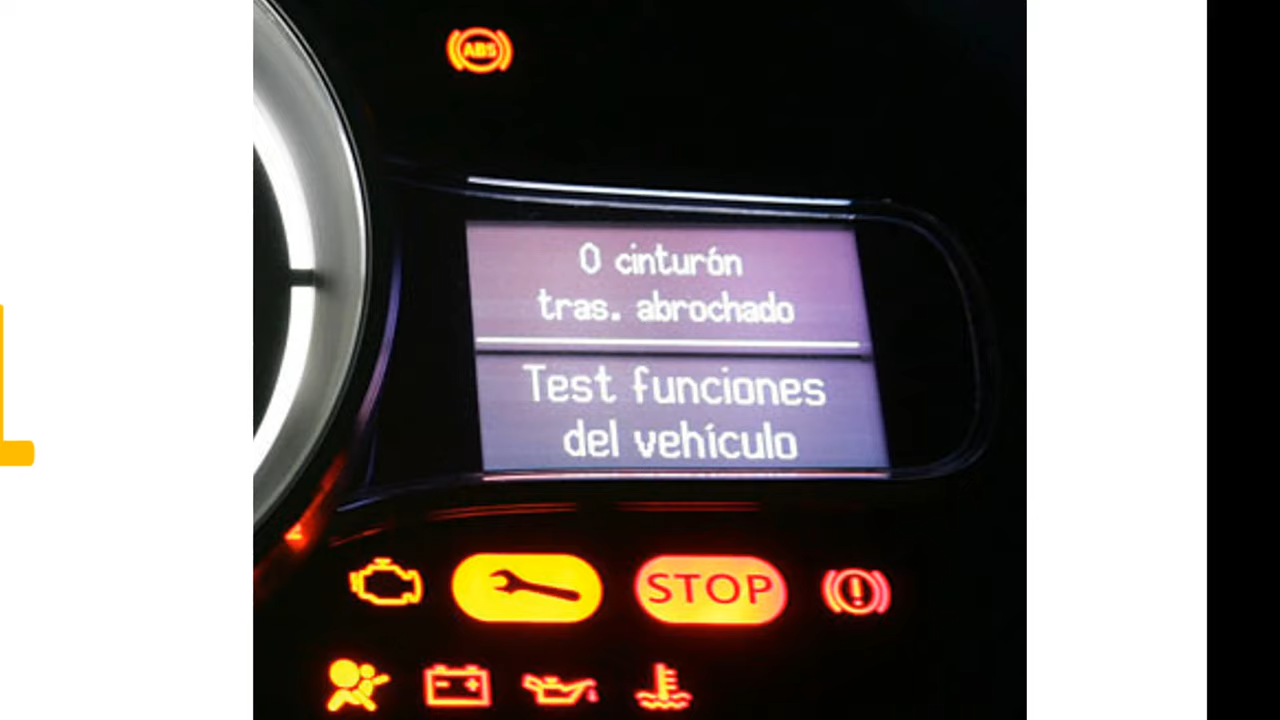 ABS
0 cinturón
tras. abrochado
Test funciones
del vehículo
STOP